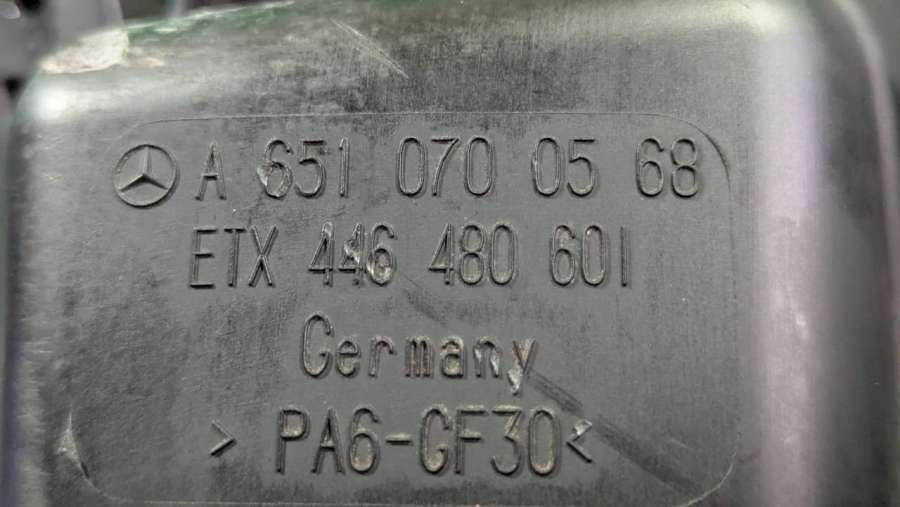 A 651 070 05 68
ETX 446 480 601
Germany
> PA6-GF30<